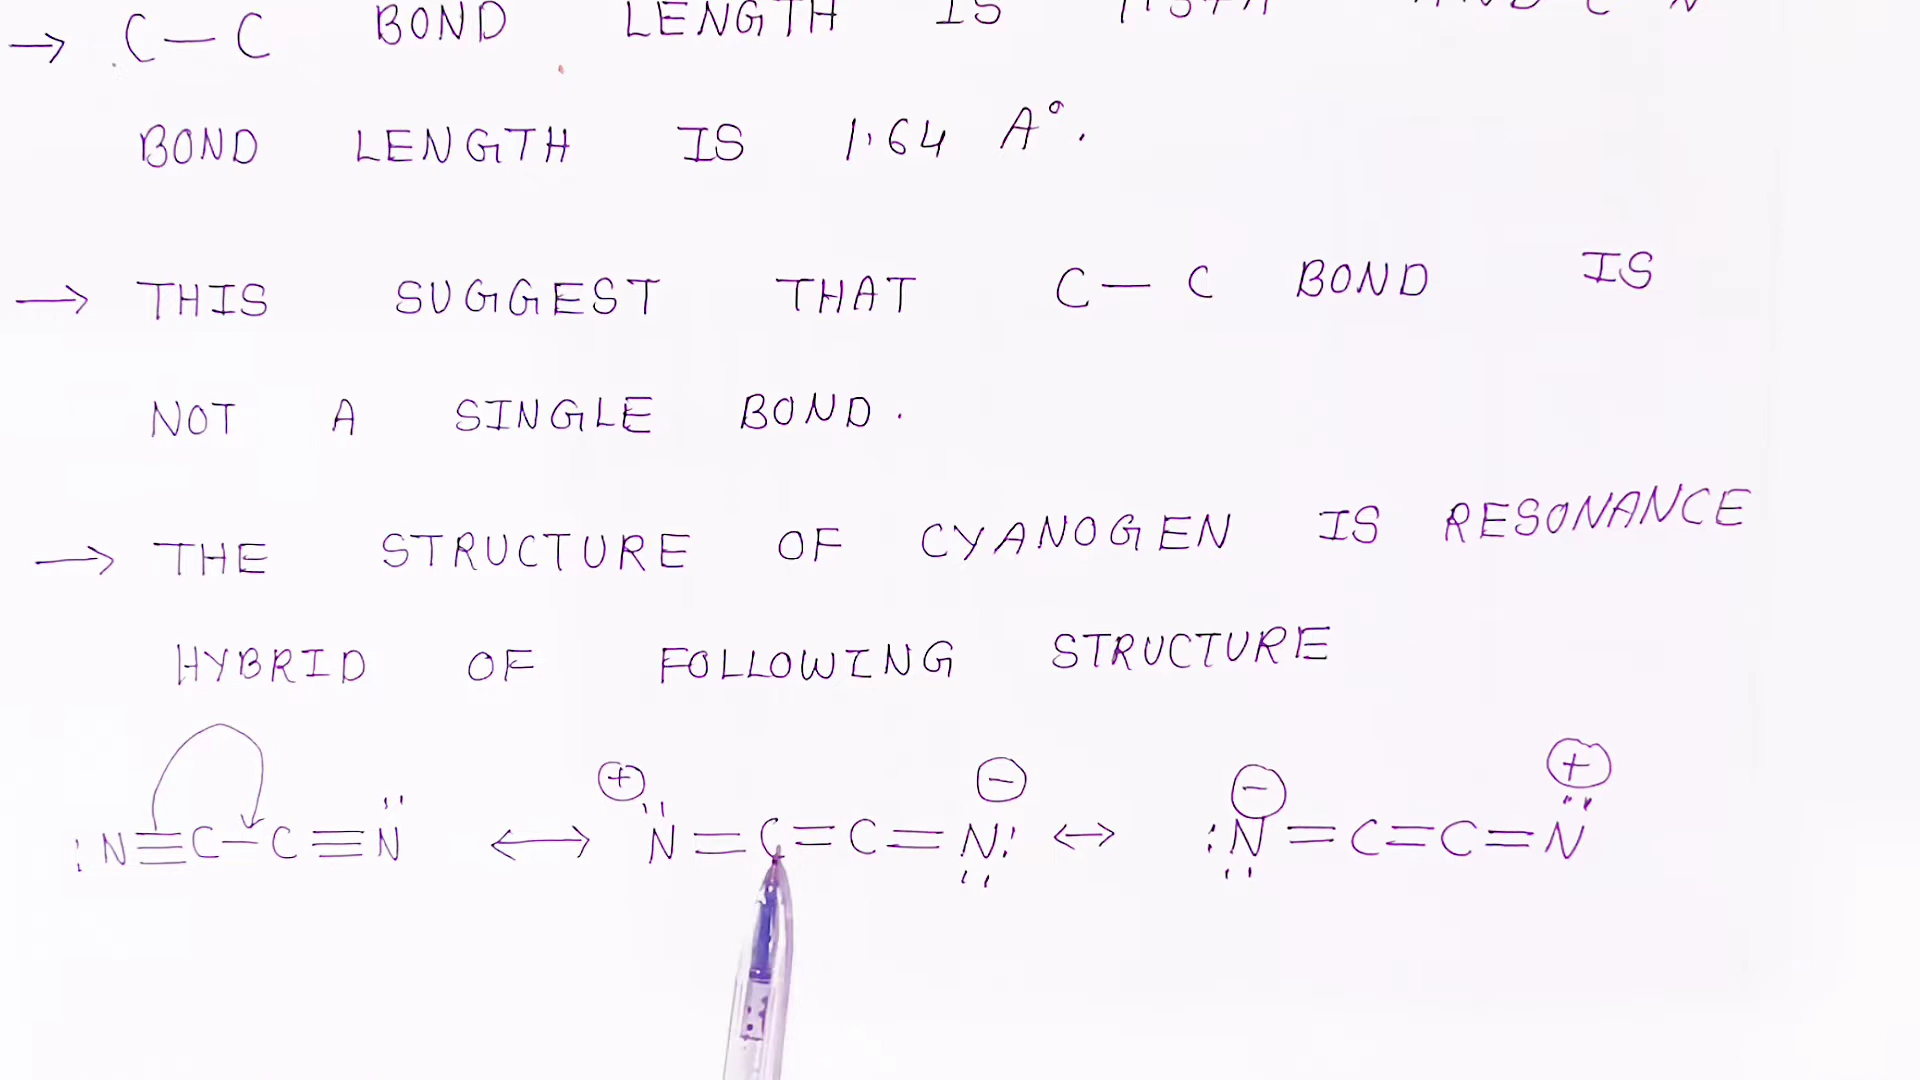 → C—C BOND LENGTH IS
BOND LENGTH IS 1.64 A°.
→ THIS SUGGEST THAT C—C BOND IS
NOT A SINGLE BOND.
→ THE STRUCTURE OF CYANOGEN IS RESONANCE
HYBRID OF FOLLOWING STRUCTURE
:N≡C—C≡N̈ ↔ ⊕N̈=C=C=N̤:⊖ ↔ ⊖:N̤=C=C=N̈⊕